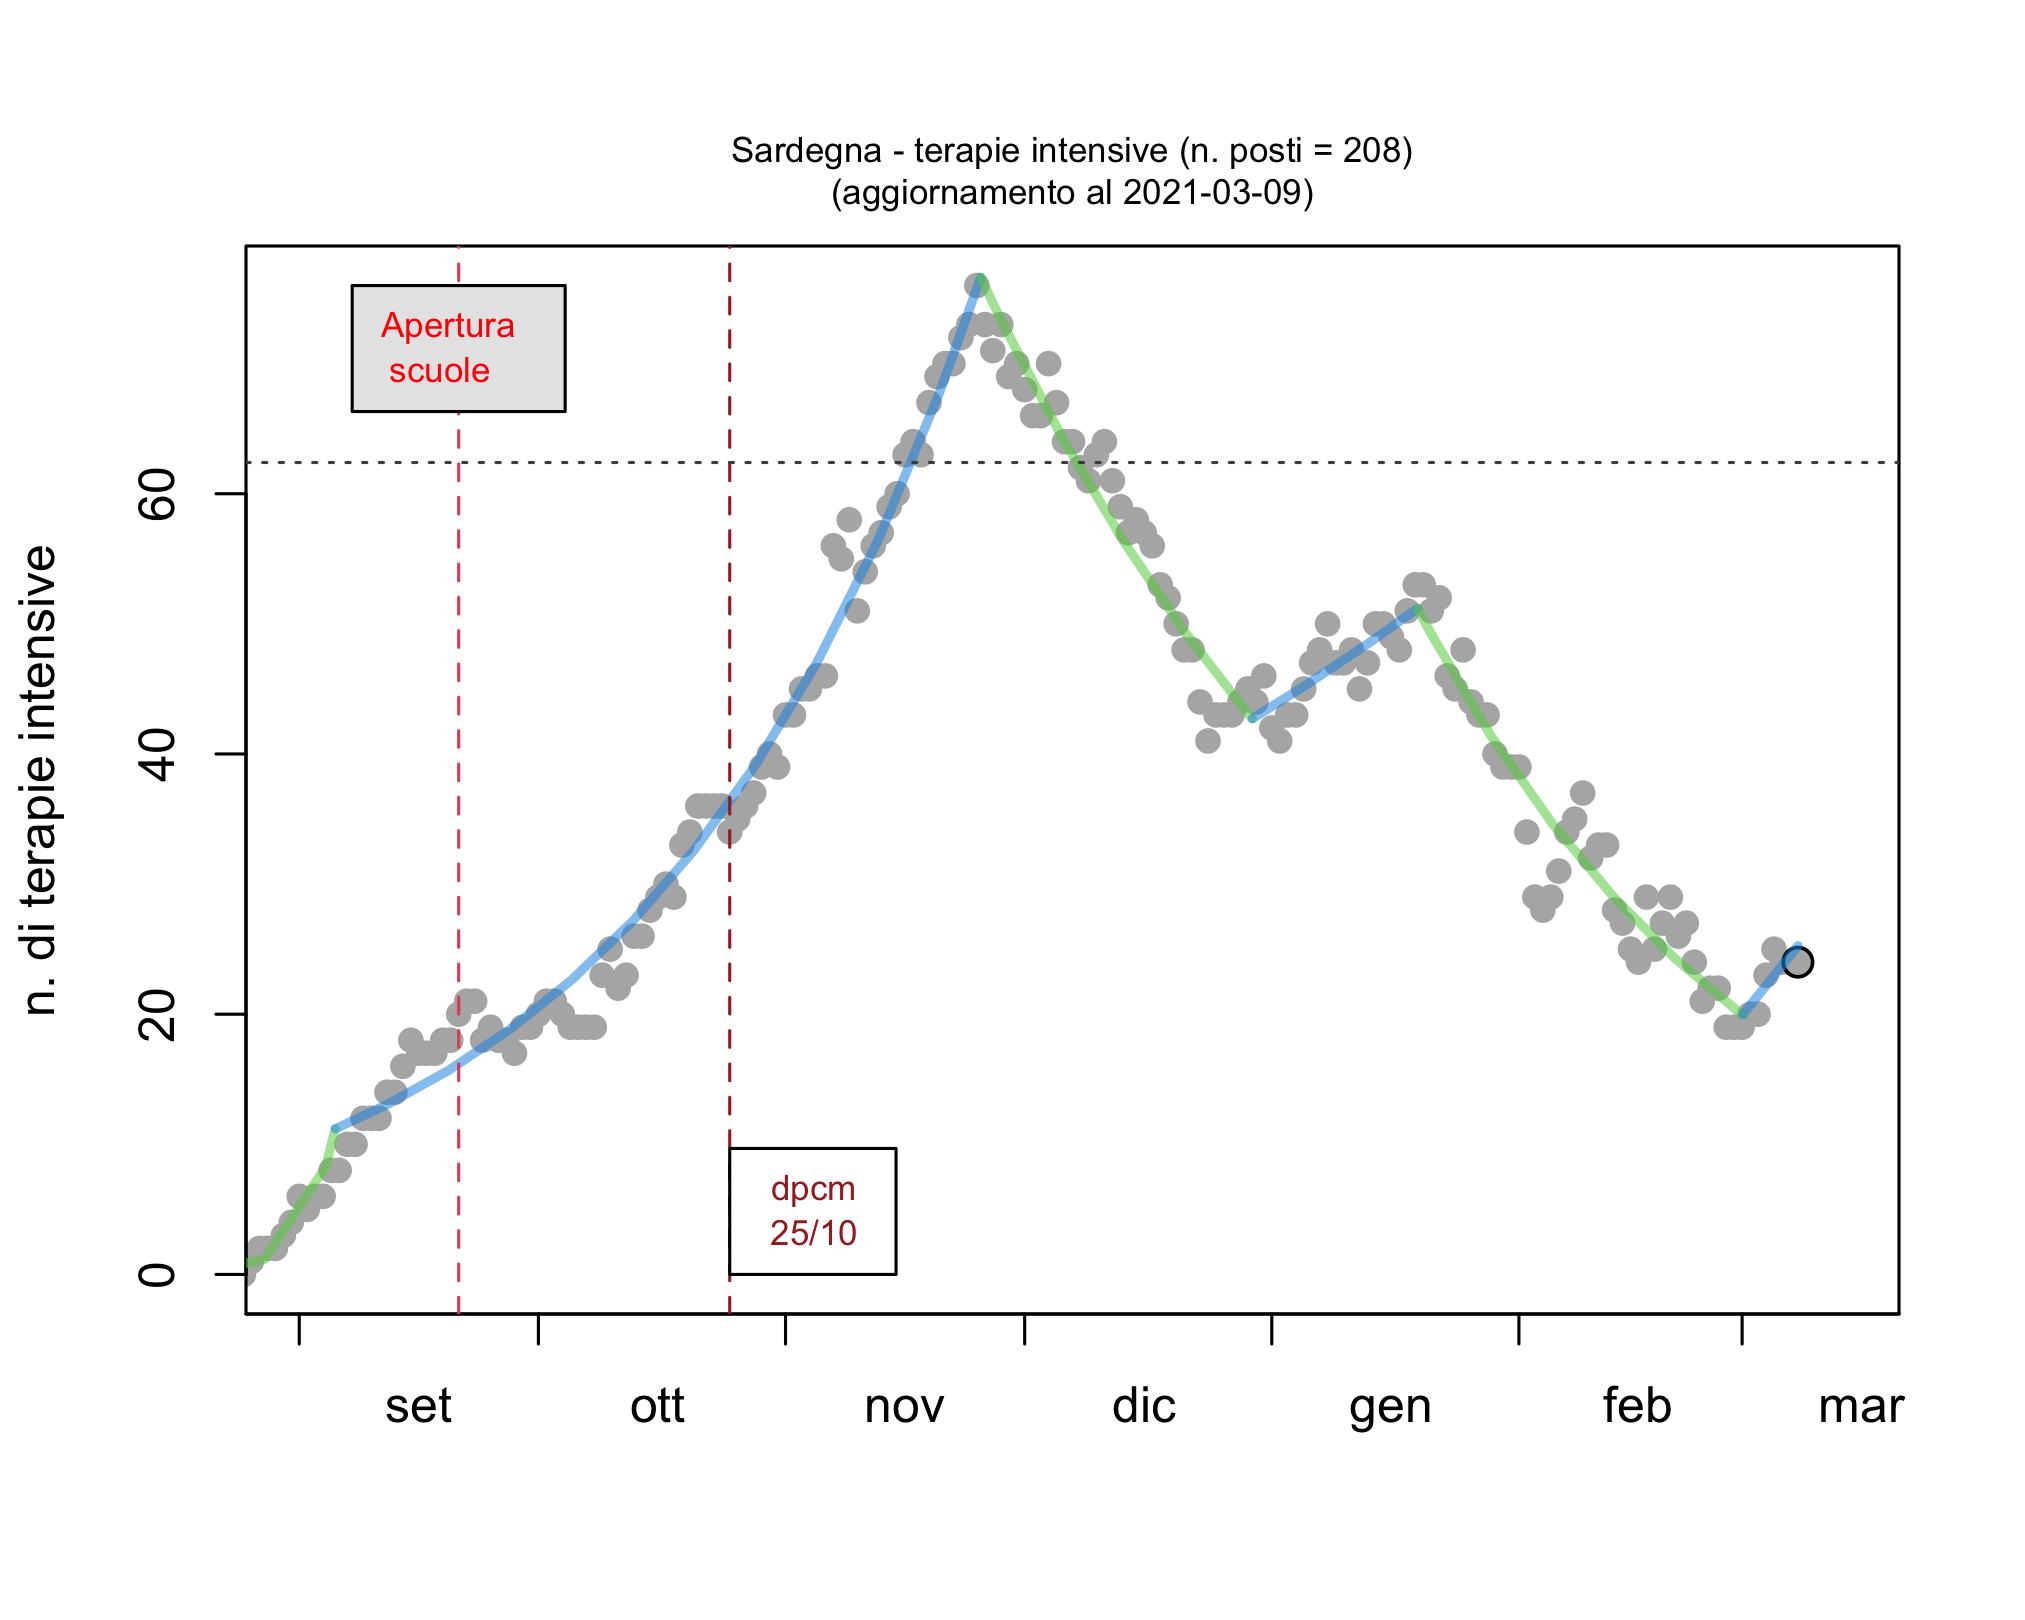 Sardegna - terapie intensive (n. posti = 208)
(aggiornamento al 2021-03-09)
Apertura
scuole
n. di terapie intensive
60
40
20
0
dpcm
25/10
set ott nov dic gen feb mar